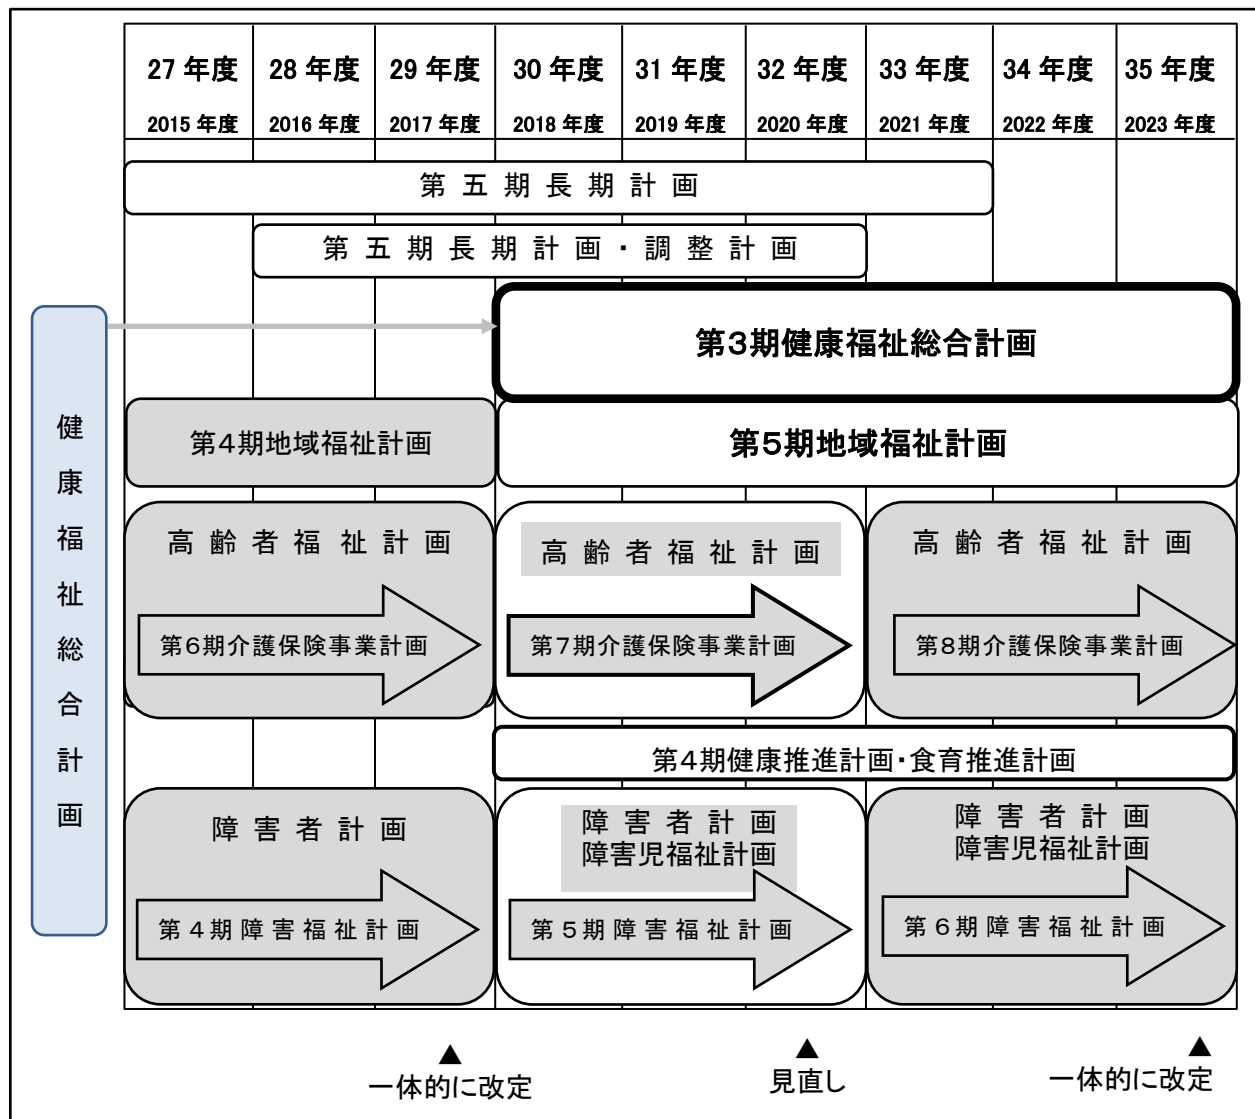 27 年度 28 年度 29 年度 30 年度 31 年度 32 年度 33 年度 34 年度 35 年度
2015 年度 2016 年度 2017 年度 2018 年度 2019 年度 2020 年度 2021 年度 2022 年度 2023 年度
第五期長期計画
第五期長期計画・調整計画
健康福祉総合計画
第3期健康福祉総合計画
第4期地域福祉計画
第5期地域福祉計画
高齢者福祉計画
第6期介護保険事業計画
高齢者福祉計画
第7期介護保険事業計画
高齢者福祉計画
第8期介護保険事業計画
第4期健康推進計画・食育推進計画
障害者計画
第4期障害福祉計画
障害者計画
障害児福祉計画
第5期障害福祉計画
障害者計画
障害児福祉計画
第6期障害福祉計画
▲ ▲ ▲
一体的に改定 見直し 一体的に改定